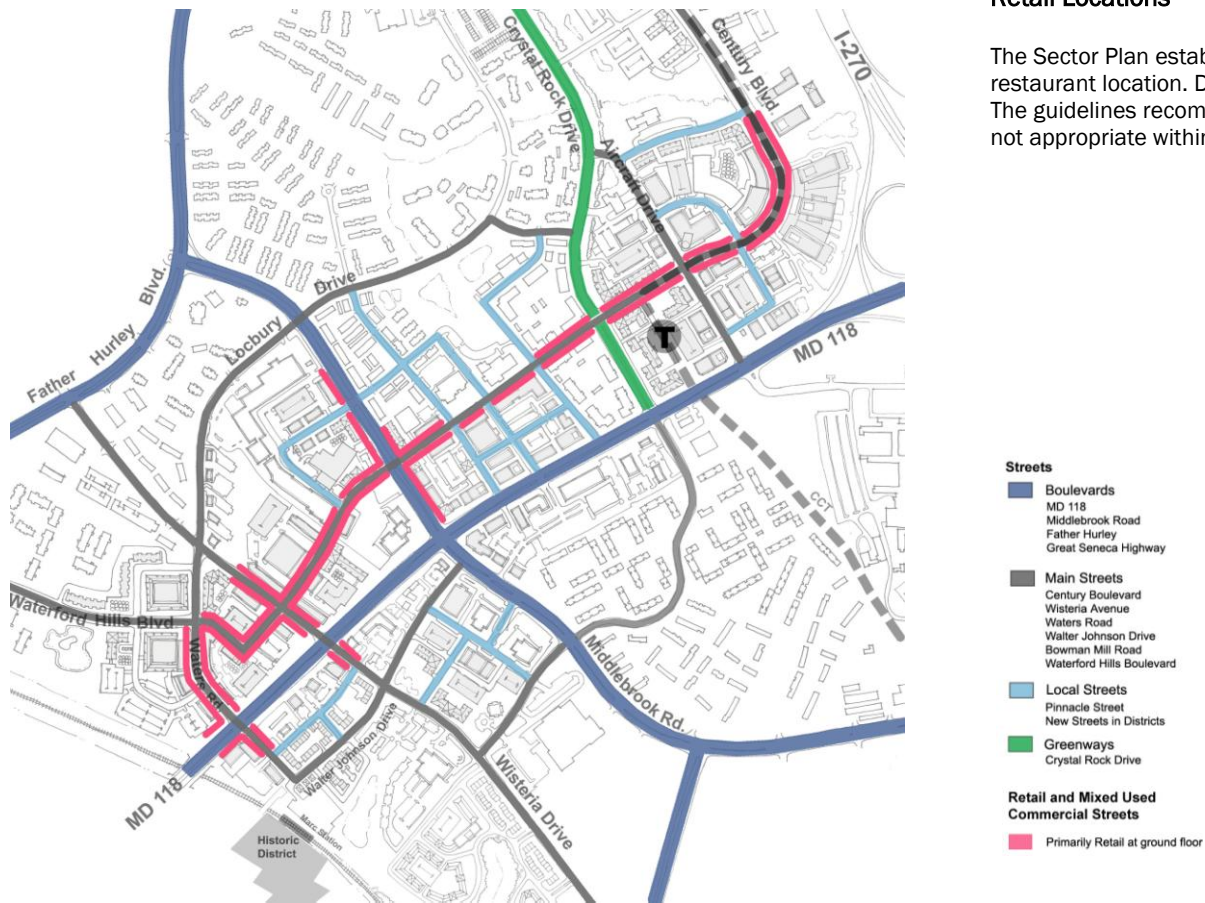 Retail Locations
The Sector Plan estab
restaurant location. D
The guidelines recom
not appropriate within
Crystal Rock Drive
Century Blvd.
I-270
Aircraft Drive
Father Hurley Blvd.
Locbury Drive
MD 118
T
CCT
Waterford Hills Blvd
Waters Rd.
Middlebrook Rd.
Walter Johnson Drive
Wisteria Drive
MD 118
Marc Station
Historic
District
Streets
Boulevards
MD 118
Middlebrook Road
Father Hurley
Great Seneca Highway
Main Streets
Century Boulevard
Wisteria Avenue
Waters Road
Walter Johnson Drive
Bowman Mill Road
Waterford Hills Boulevard
Local Streets
Pinnacle Street
New Streets in Districts
Greenways
Crystal Rock Drive
Retail and Mixed Used
Commercial Streets
Primarily Retail at ground floor